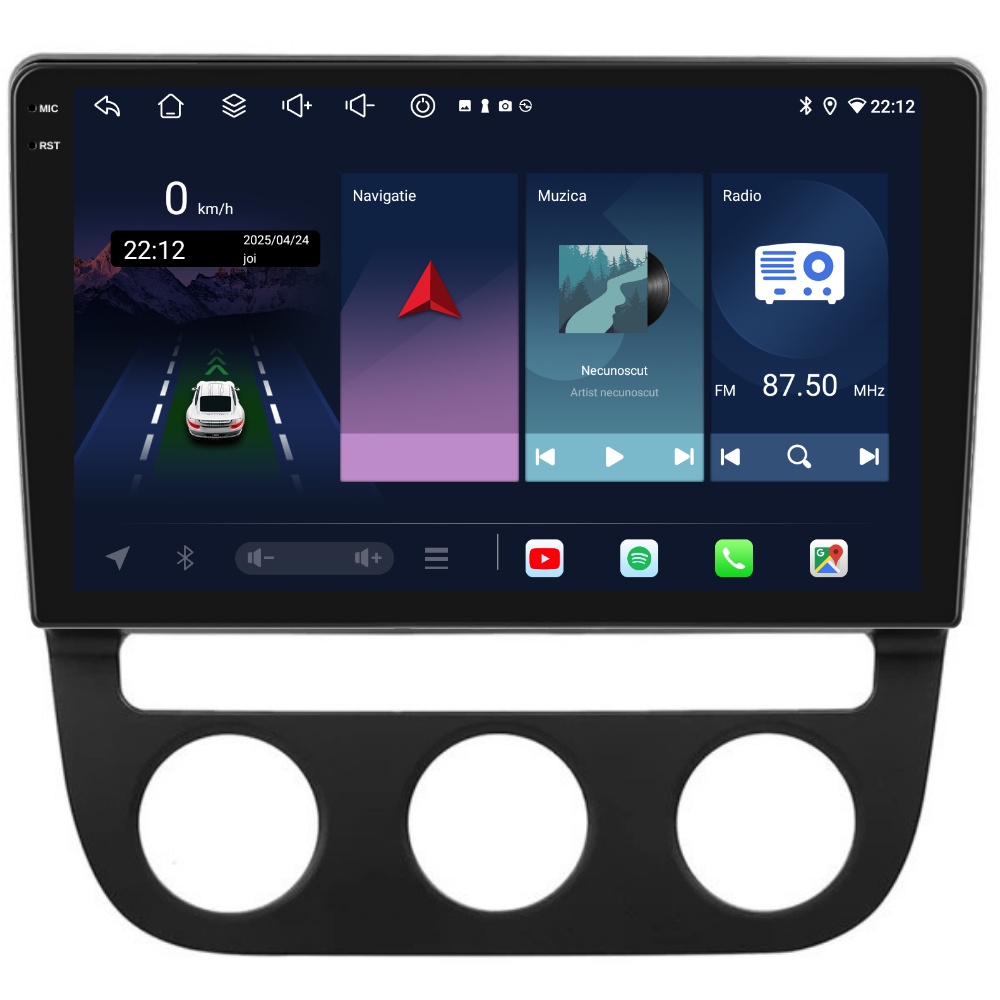 MIC
RST
22:12
0 km/h
22:12
2025/04/24
joi
Navigatie
Muzica
Necunoscut
Artist necunoscut
Radio
FM 87.50 MHz
G